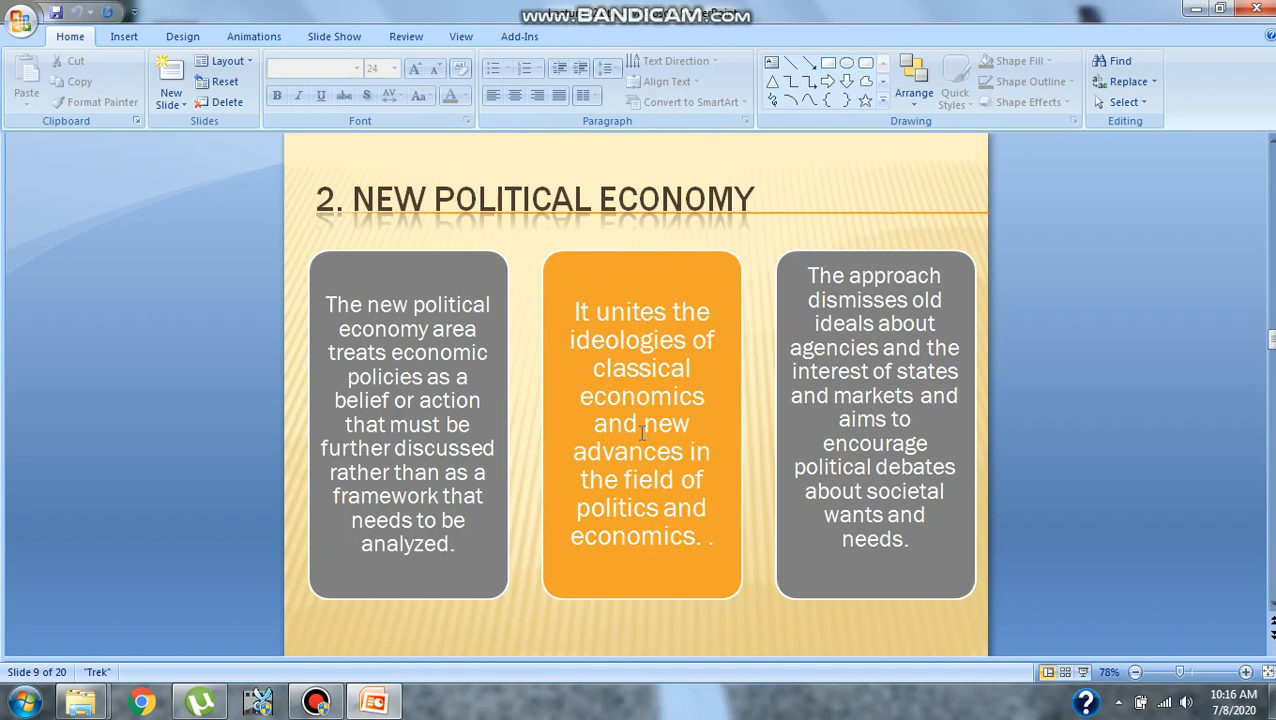 www.BANDICAM.com
Home Insert Design Animations Slide Show Review View Add-Ins
Cut
Copy
Format Painter
Paste
Clipboard
New Slide
Layout
Reset
Delete
Slides
24
B I U abc S AV Aa A
Font
Text Direction
Align Text
Convert to SmartArt
Paragraph
Arrange
Quick Styles
Shape Fill
Shape Outline
Shape Effects
Drawing
Find
Replace
Select
Editing
2. NEW POLITICAL ECONOMY
The new political
economy area
treats economic
policies as a
belief or action
that must be
further discussed
rather than as a
framework that
needs to be
analyzed.
It unites the
ideologies of
classical
economics
and new
advances in
the field of
politics and
economics. .
The approach
dismisses old
ideals about
agencies and the
interest of states
and markets and
aims to
encourage
political debates
about societal
wants and
needs.
Slide 9 of 20 "Trek" 78%
10:16 AM
7/8/2020